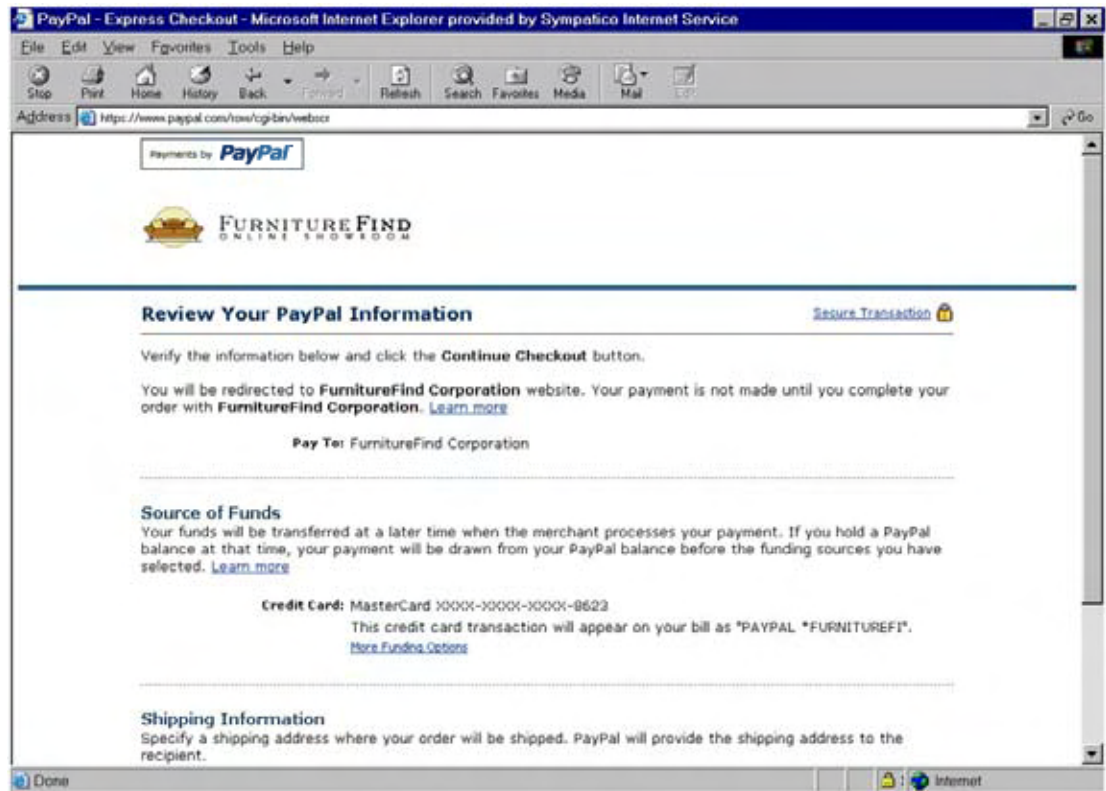 PayPal - Express Checkout - Microsoft Internet Explorer provided by Sympatico Internet Service
File Edit View Favorites Tools Help
Stop Print Home History Back Forward Refresh Search Favorites Media Mail Edit
Address https://www.paypal.com/row/cgi-bin/webscr Go
Payments by PayPal
FURNITUREFIND
ONLINE SHOWROOM
Review Your PayPal Information Secure Transaction
Verify the information below and click the Continue Checkout button.
You will be redirected to FurnitureFind Corporation website. Your payment is not made until you complete your
order with FurnitureFind Corporation. Learn more
Pay To: FurnitureFind Corporation
Source of Funds
Your funds will be transferred at a later time when the merchant processes your payment. If you hold a PayPal
balance at that time, your payment will be drawn from your PayPal balance before the funding sources you have
selected. Learn more
Credit Card: MasterCard XXXX-XXXX-XXXX-8623
This credit card transaction will appear on your bill as "PAYPAL *FURNITUREFI".
More Funding Options
Shipping Information
Specify a shipping address where your order will be shipped. PayPal will provide the shipping address to the
recipient.
Done Internet